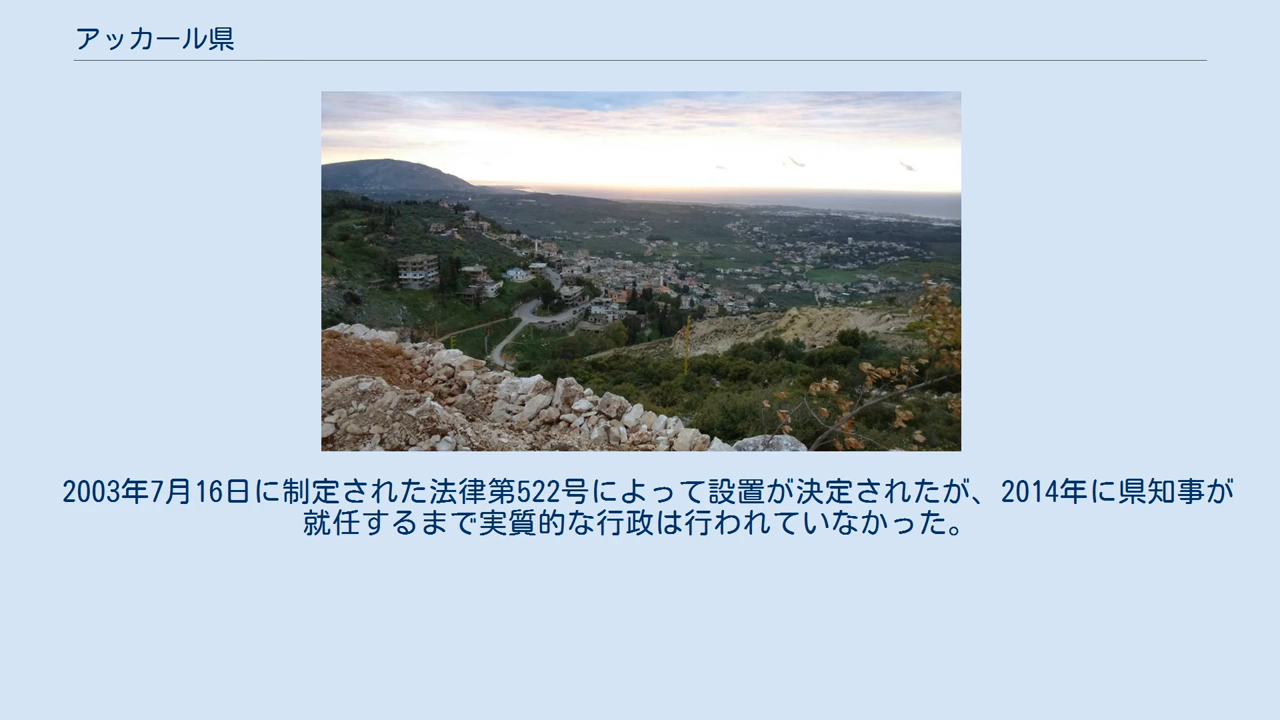 アッカール県
2003年7月16日に制定された法律第522号によって設置が決定されたが、2014年に県知事が
就任するまで実質的な行政は行われていなかった。